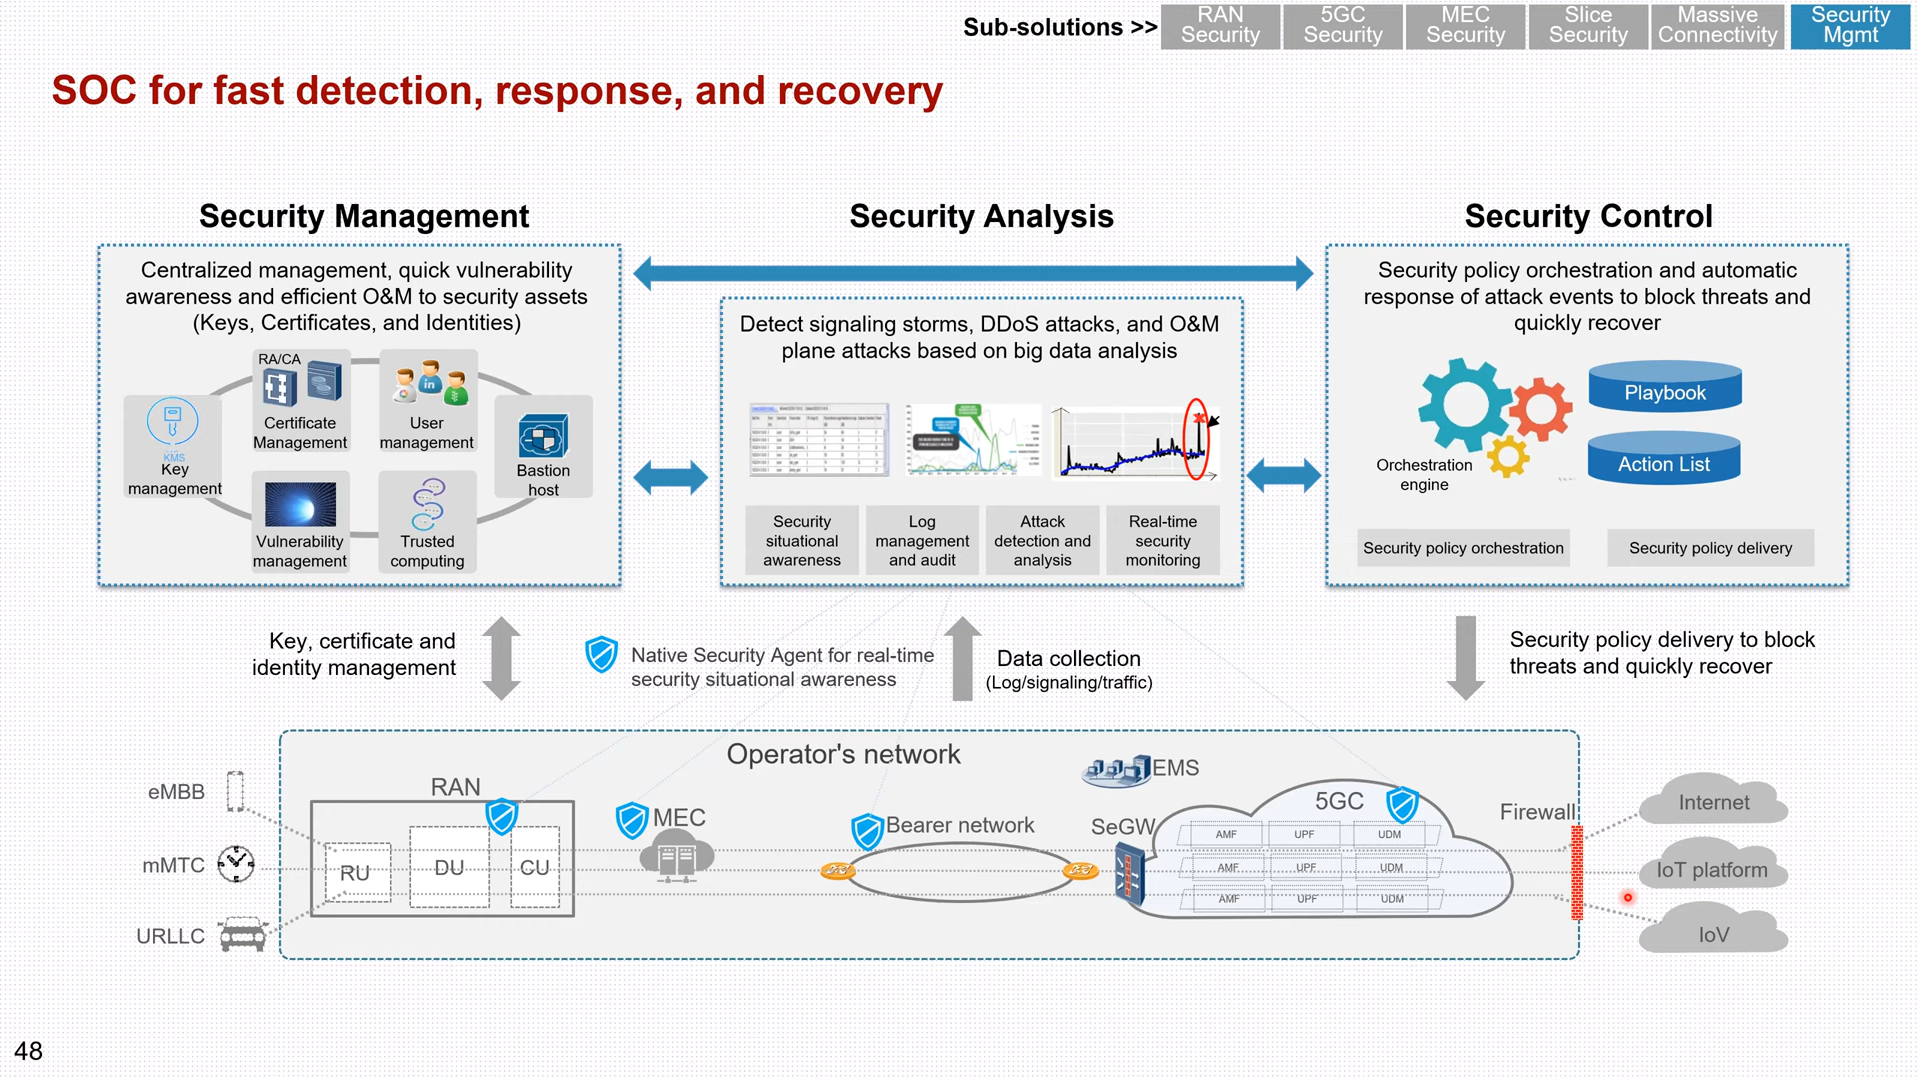 Sub-solutions >>
RAN
Security
5GC
Security
MEC
Security
Slice
Security
Massive
Connectivity
Security
Mgmt
SOC for fast detection, response, and recovery
Security Management
Centralized management, quick vulnerability
awareness and efficient O&M to security assets
(Keys, Certificates, and Identities)
RA/CA
Certificate
Management
in
User
management
KMS
Key
management
Bastion
host
Vulnerability
management
Trusted
computing
Security Analysis
Detect signaling storms, DDoS attacks, and O&M
plane attacks based on big data analysis
Security
situational
awareness
Log
management
and audit
Attack
detection and
analysis
Real-time
security
monitoring
Security Control
Security policy orchestration and automatic
response of attack events to block threats and
quickly recover
Orchestration
engine
Playbook
Action List
Security policy orchestration
Security policy delivery
Key, certificate and
identity management
Native Security Agent for real-time
security situational awareness
Data collection
(Log/signaling/traffic)
Security policy delivery to block
threats and quickly recover
Operator's network
eMBB
mMTC
URLLC
RAN
RU
DU
CU
MEC
Bearer network
EMS
SeGW
5GC
AMF
UPF
UDM
AMF
UPF
UDM
AMF
UPF
UDM
Firewall
Internet
IoT platform
IoV
48